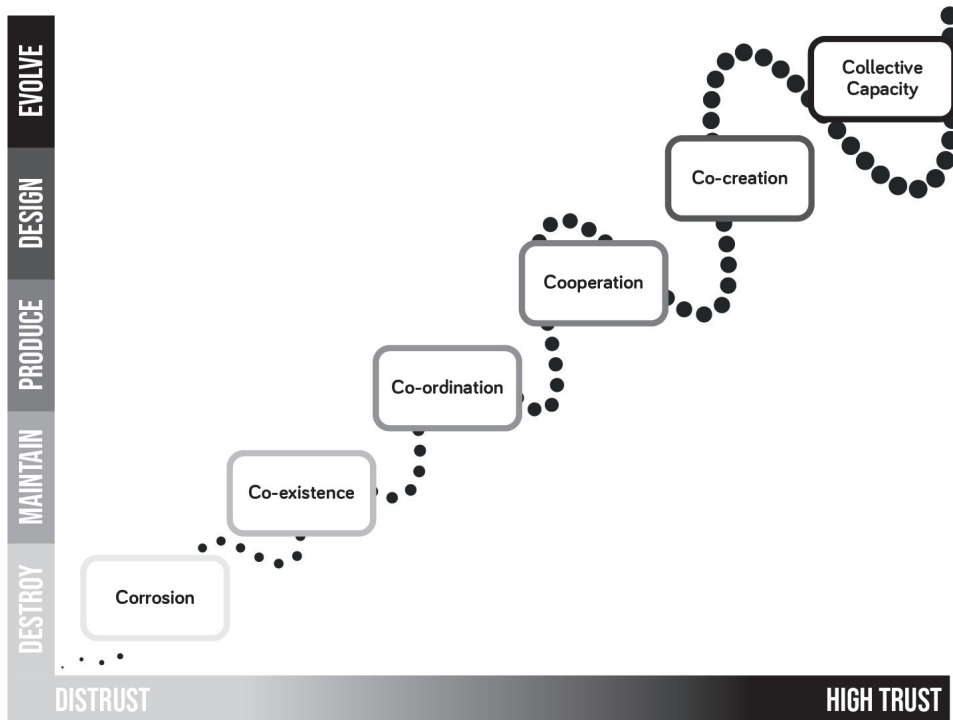 EVOLVE
DESIGN
PRODUCE
MAINTAIN
DESTROY
Collective
Capacity
Co-creation
Cooperation
Co-ordination
Co-existence
Corrosion
DISTRUST
HIGH TRUST